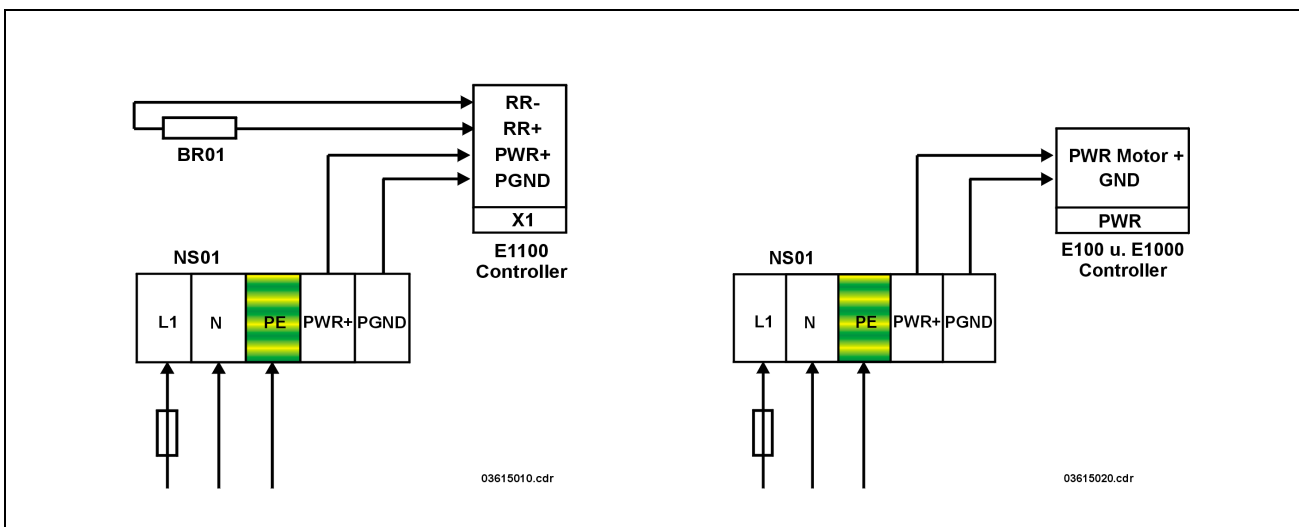 RR-
RR+
BR01
PWR+
PGND
X1
E1100
Controller
NS01
L1 N PE PWR+ PGND
03615010.cdr
PWR Motor +
GND
PWR
E100 u. E1000
Controller
NS01
L1 N PE PWR+ PGND
03615020.cdr